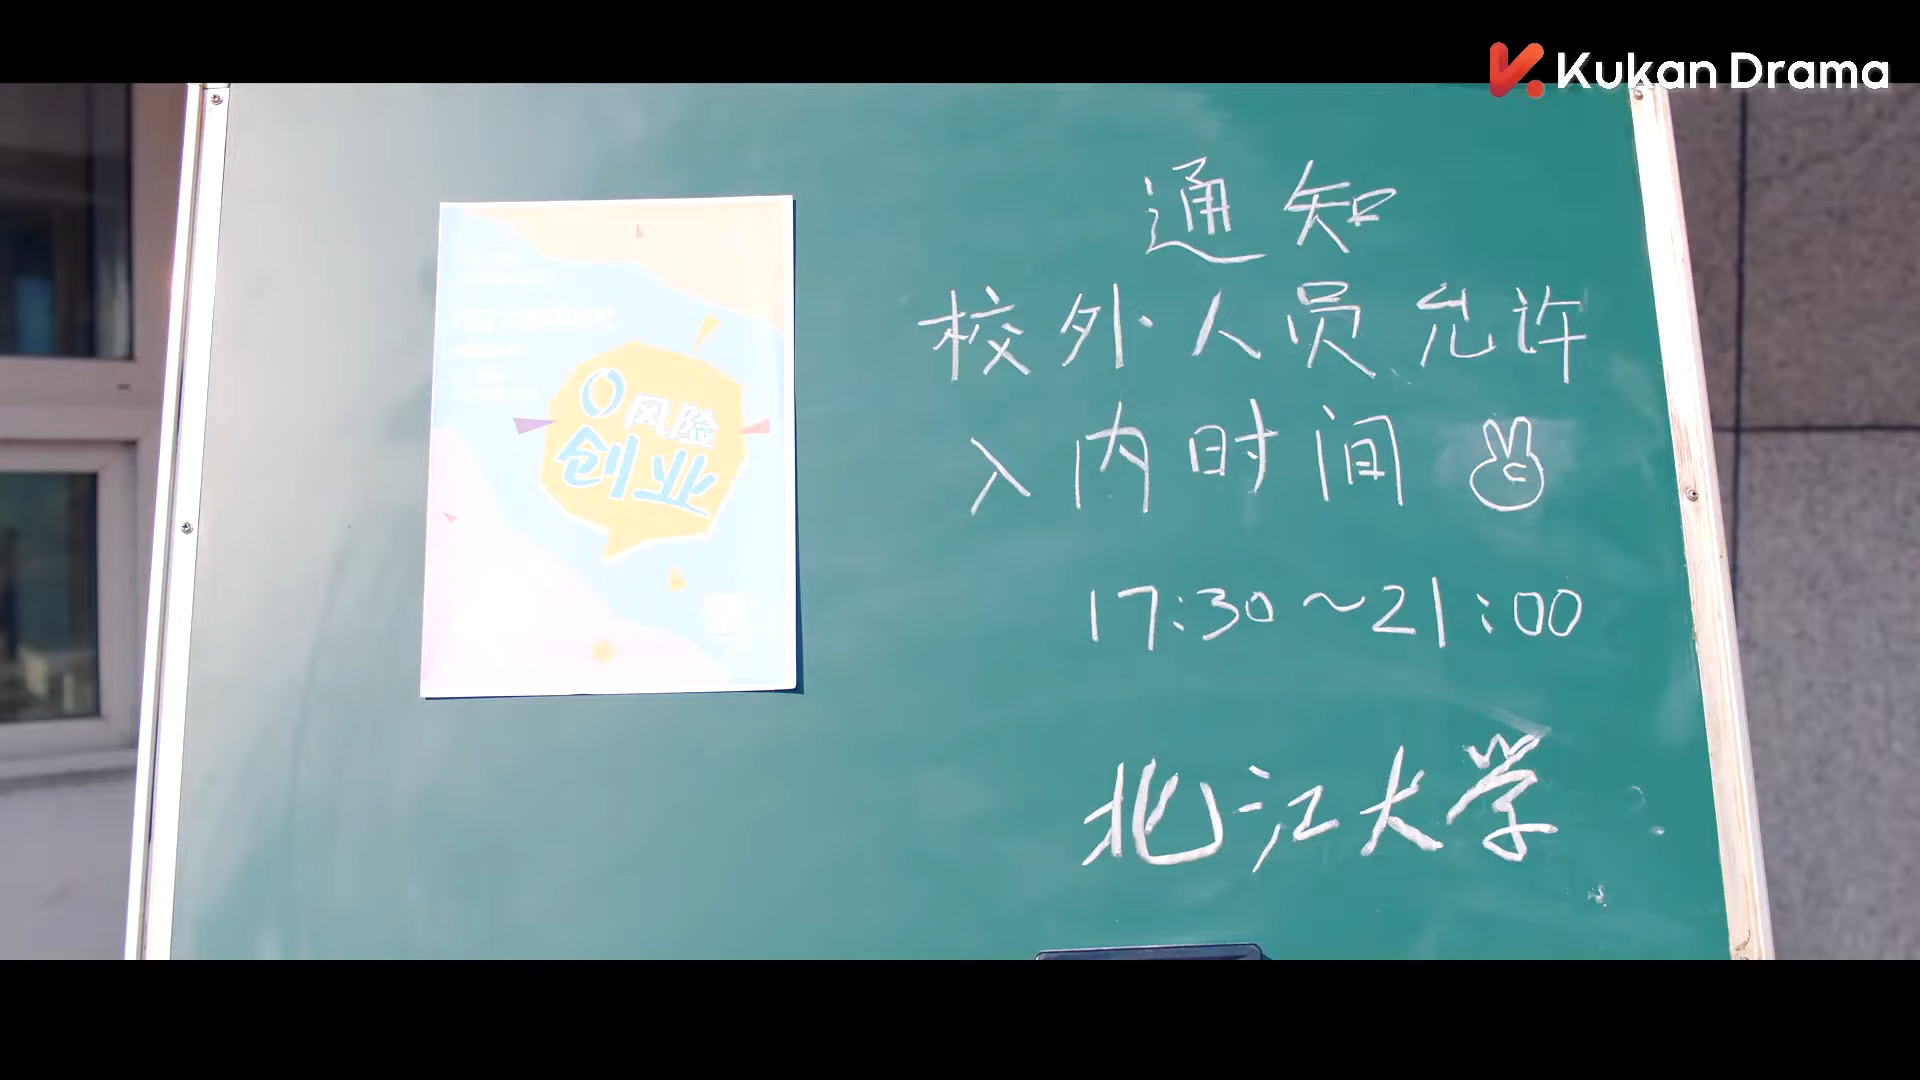 Kukan Drama
通知
校外人员允许
入内时间
17:30~21:00
北江大学
0风险
创业